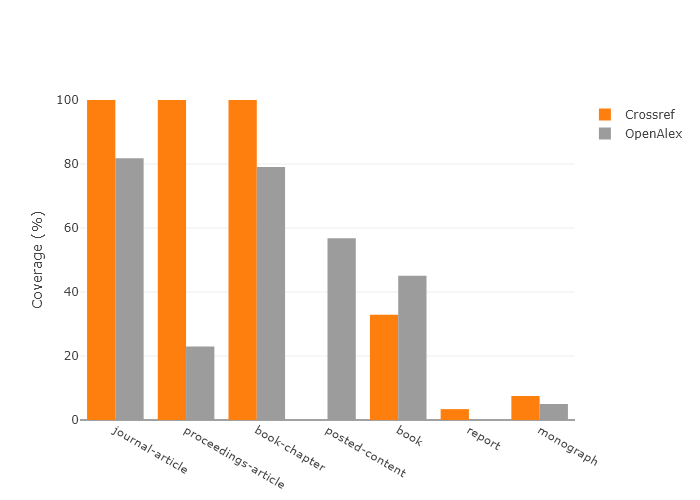 100
80
60
40
20
0
Coverage (%)
journal-article
proceedings-article
book-chapter
posted-content
book
report
monograph
Crossref
OpenAlex